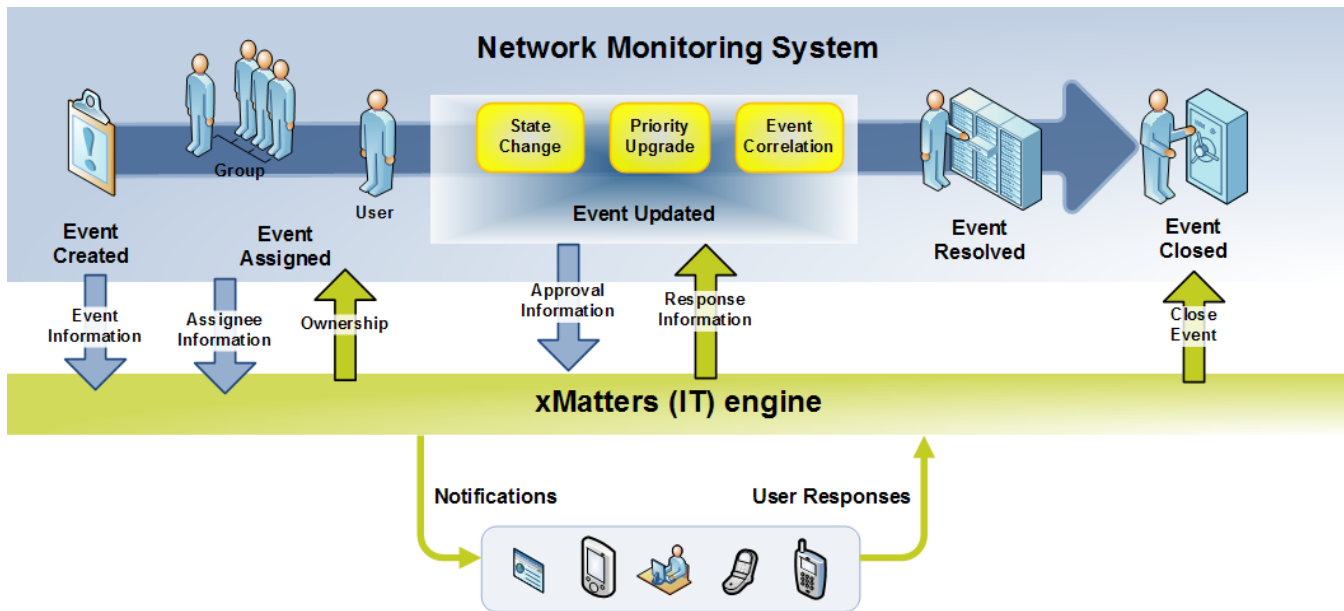 Network Monitoring System
Group
User
State
Change
Priority
Upgrade
Event
Correlation
Event Updated
Event
Created
Event
Assigned
Event
Resolved
Event
Closed
Event
Information
Assignee
Information
Ownership
Approval
Information
Response
Information
Close
Event
xMatters (IT) engine
Notifications
User Responses